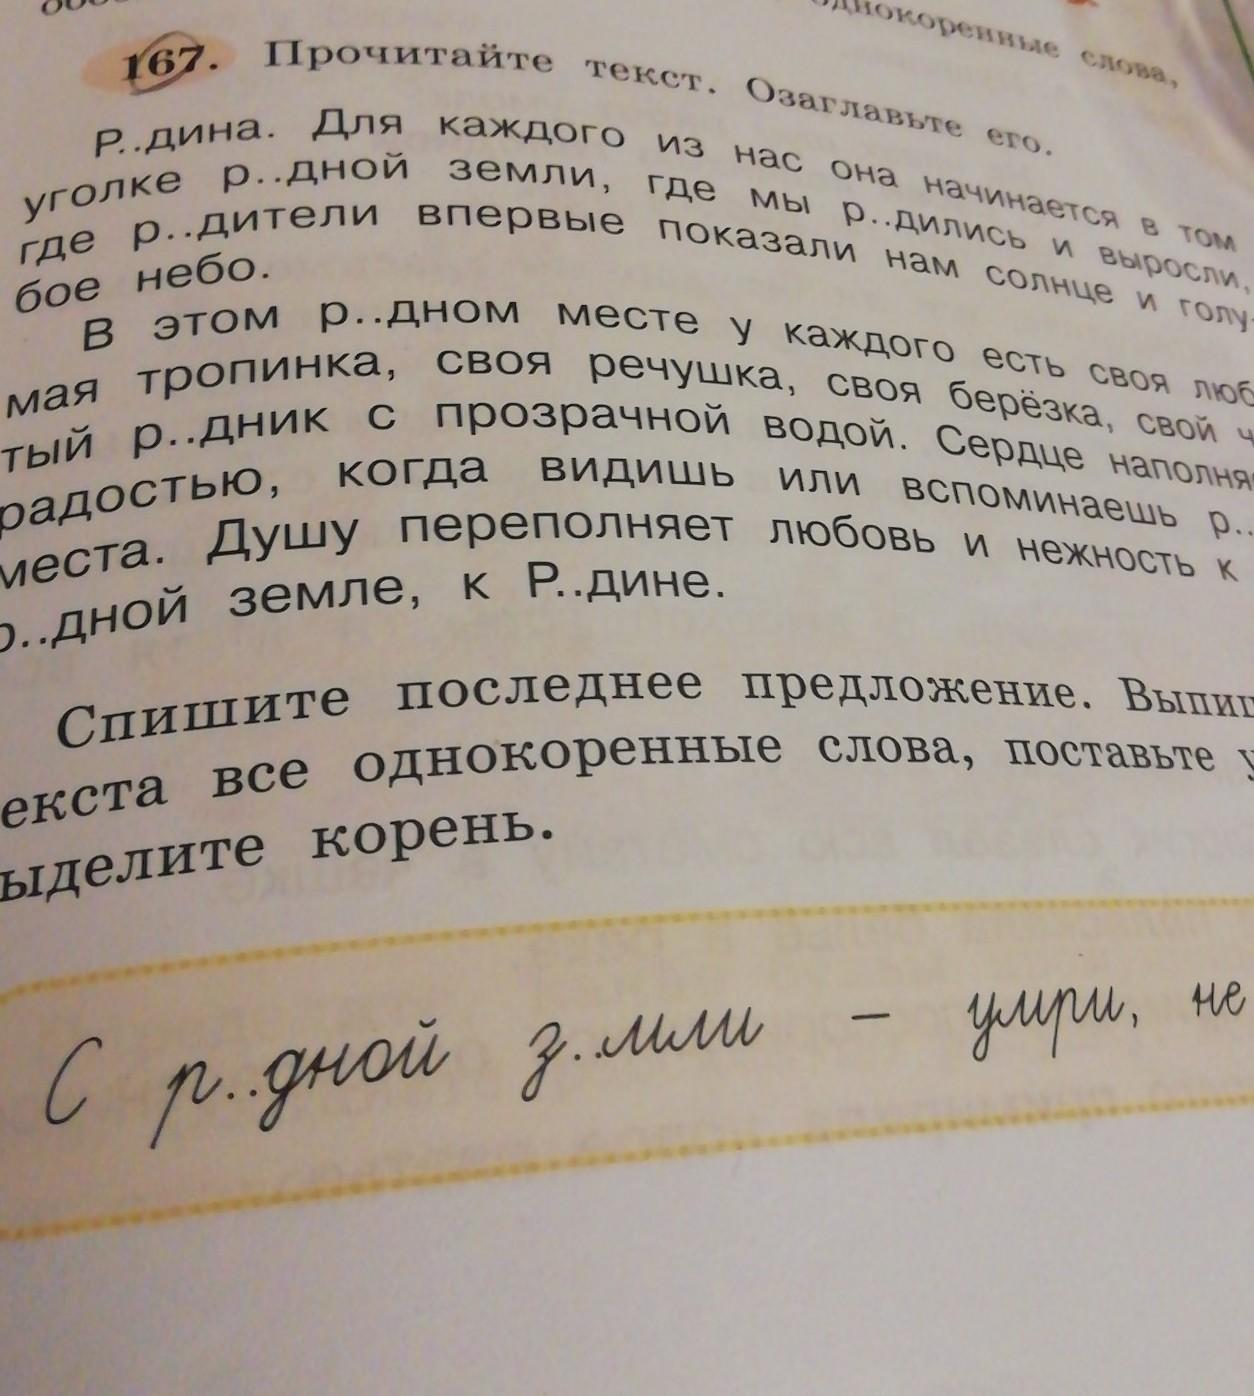 однокоренные слова,
167. Прочитайте текст. Озаглавьте его.
Р..дина. Для каждого из нас она начинается в том
уголке р..дной земли, где мы р..дились и выросли,
где р..дители впервые показали нам солнце и голу-
бое небо.
В этом р..дном месте у каждого есть своя люб
мая тропинка, своя речушка, своя берёзка, свой ч
тый р..дник с прозрачной водой. Сердце наполня
радостью, когда видишь или вспоминаешь р..
места. Душу переполняет любовь и нежность к
р..дной земле, к Р..дине.
Спишите последнее предложение. Выпиш
екста все однокоренные слова, поставьте у
ыделите корень.
С р..дной з..мли – умри, не